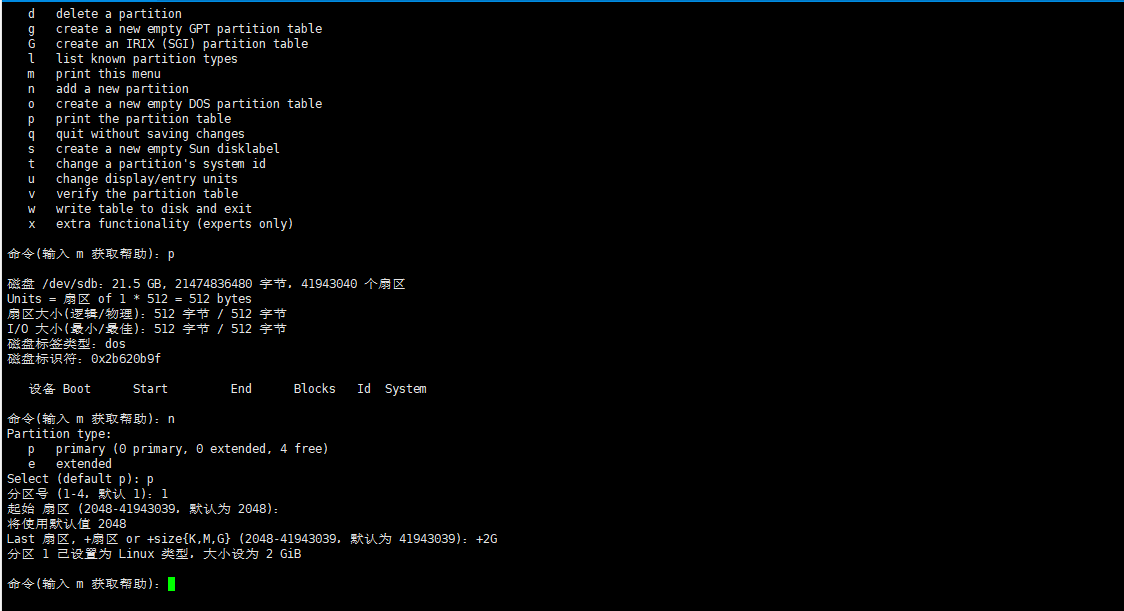 d   delete a partition
g   create a new empty GPT partition table
G   create an IRIX (SGI) partition table
l   list known partition types
m   print this menu
n   add a new partition
o   create a new empty DOS partition table
p   print the partition table
q   quit without saving changes
s   create a new empty Sun disklabel
t   change a partition's system id
u   change display/entry units
v   verify the partition table
w   write table to disk and exit
x   extra functionality (experts only)
命令(输入 m 获取帮助)：p
磁盘 /dev/sdb：21.5 GB, 21474836480 字节，41943040 个扇区
Units = 扇区 of 1 * 512 = 512 bytes
扇区大小(逻辑/物理)：512 字节 / 512 字节
I/O 大小(最小/最佳)：512 字节 / 512 字节
磁盘标签类型：dos
磁盘标识符：0x2b620b9f
设备 Boot      Start         End      Blocks   Id  System
命令(输入 m 获取帮助)：n
Partition type:
p   primary (0 primary, 0 extended, 4 free)
e   extended
Select (default p): p
分区号 (1-4，默认 1)：1
起始 扇区 (2048-41943039，默认为 2048)：
将使用默认值 2048
Last 扇区, +扇区 or +size{K,M,G} (2048-41943039，默认为 41943039)：+2G
分区 1 已设置为 Linux 类型，大小设为 2 GiB
命令(输入 m 获取帮助)：